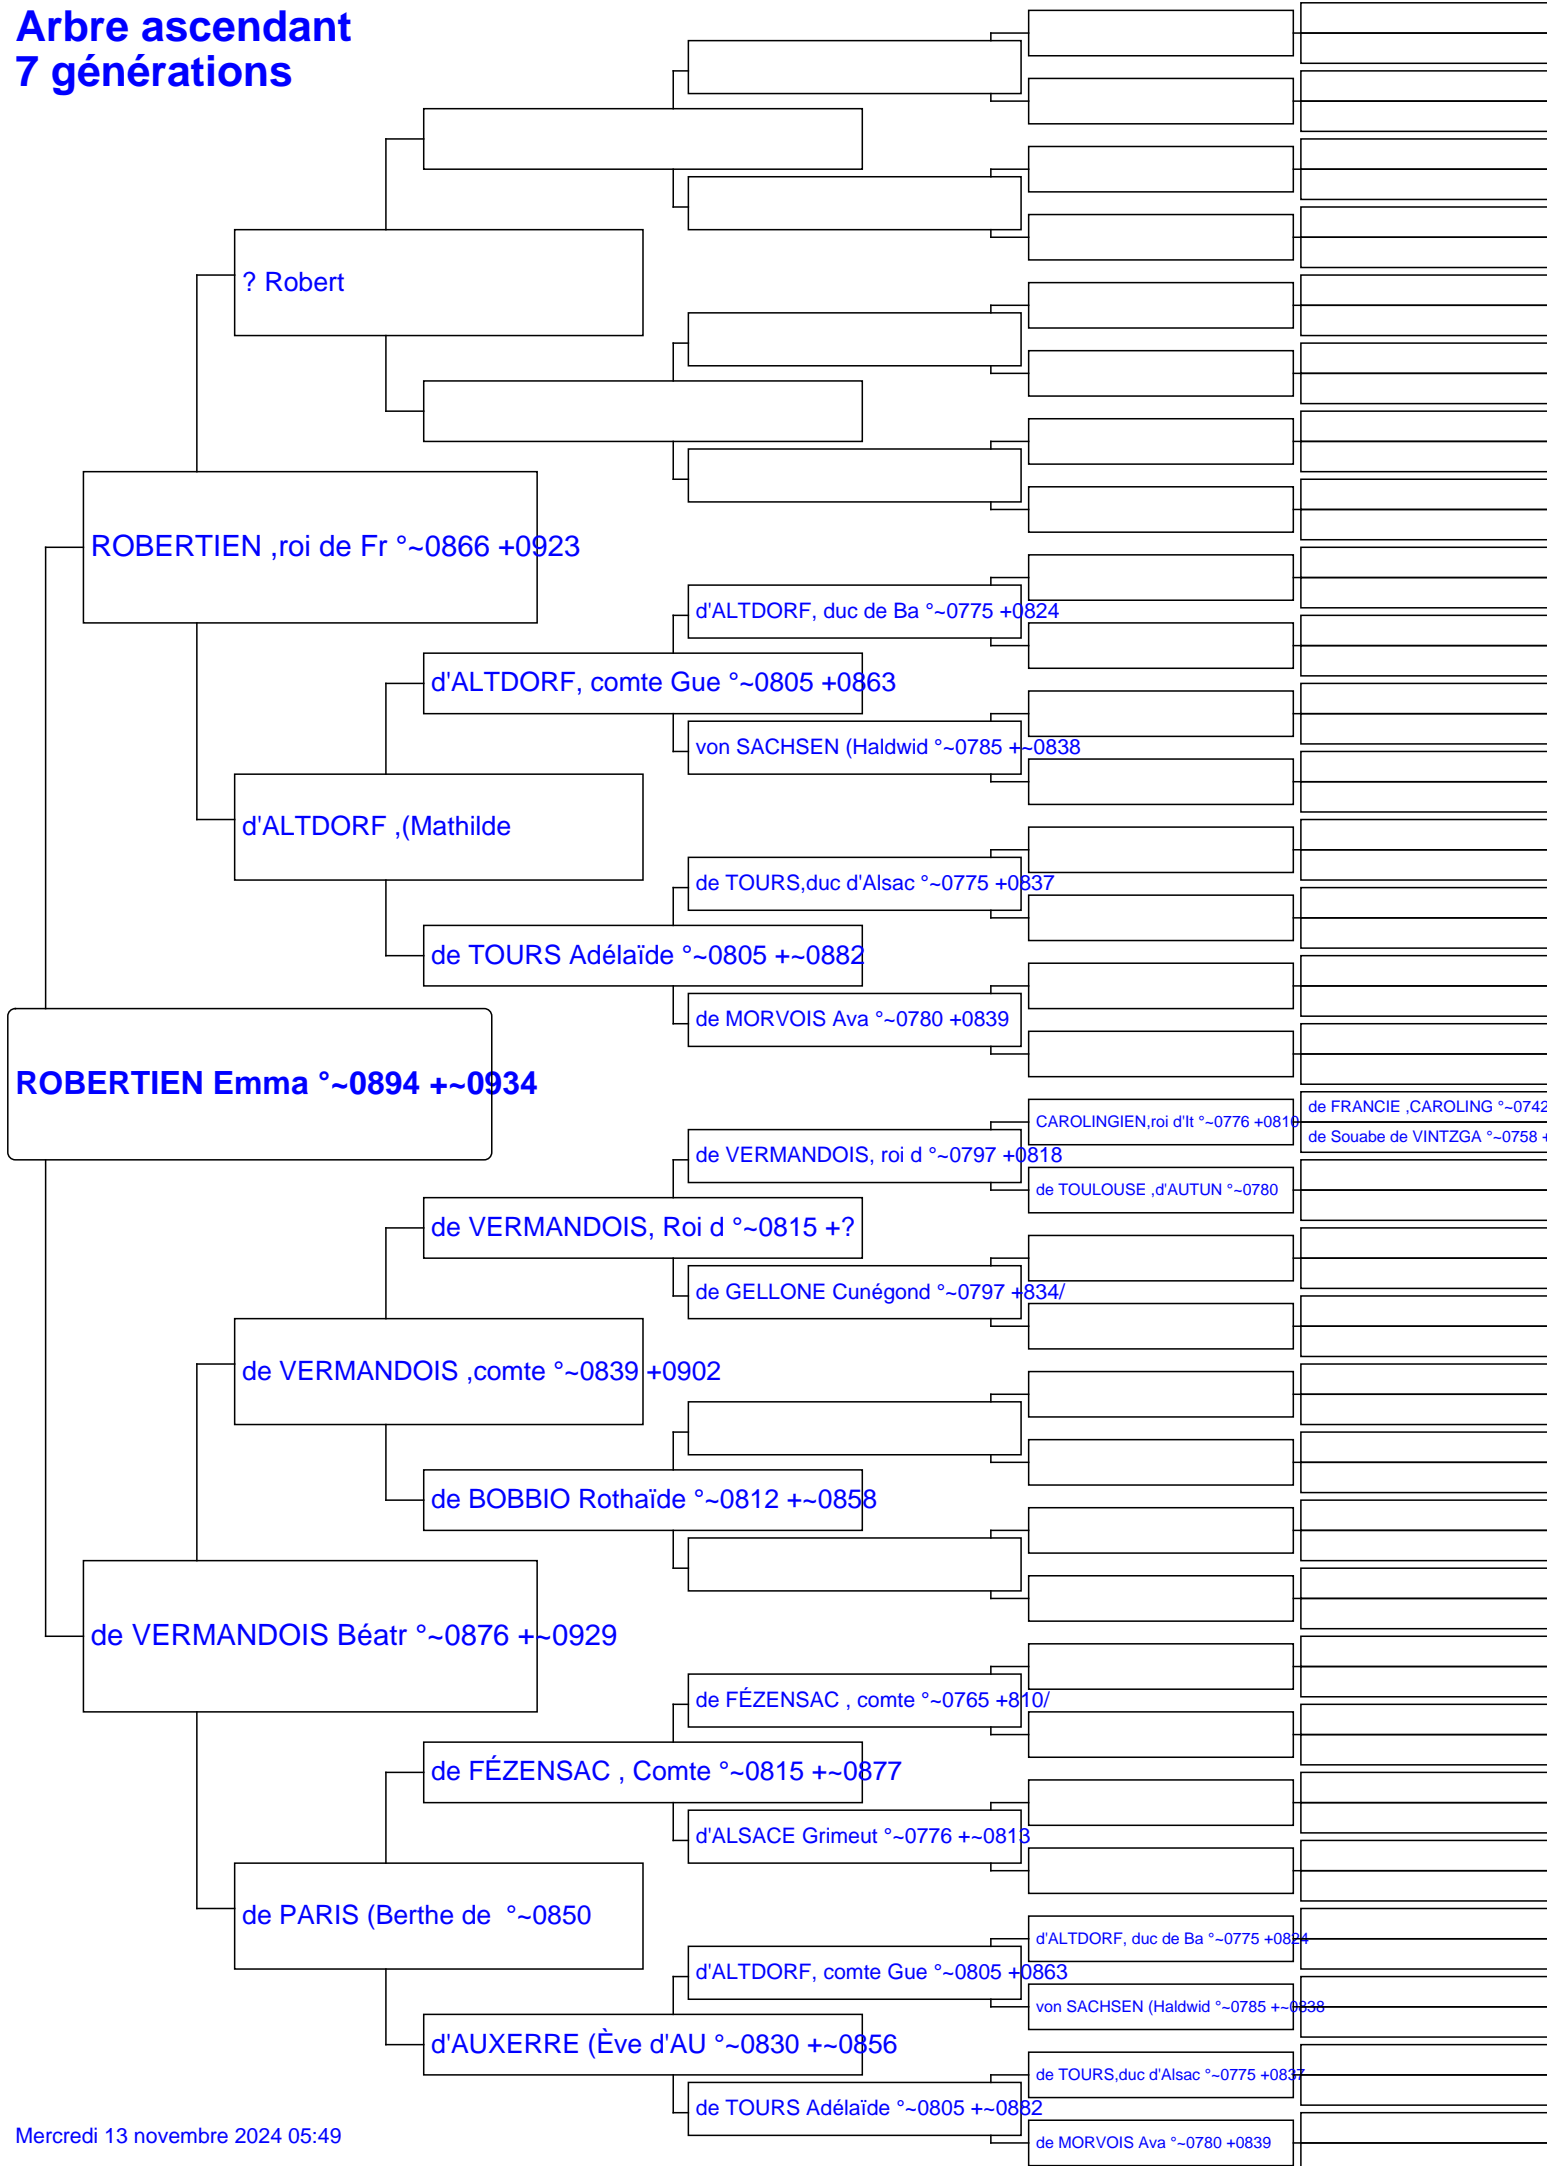 Arbre ascendant
7 générations
? Robert
ROBERTIEN ,roi de Fr °~0866 +0923
d'ALTDORF, duc de Ba °~0775 +0824
d'ALTDORF, comte Gue °~0805 +0863
von SACHSEN (Haldwid °~0785 +~0838
d'ALTDORF ,(Mathilde
de TOURS,duc d'Alsac °~0775 +0837
de TOURS Adélaïde °~0805 +~0882
de MORVOIS Ava °~0780 +0839
ROBERTIEN Emma °~0894 +~0934
de FRANCIE ,CAROLING °~0742
CAROLINGIEN,roi d'It °~0776 +0810
de Souabe de VINTZGA °~0758 +
de VERMANDOIS, roi d °~0797 +0818
de TOULOUSE ,d'AUTUN °~0780
de VERMANDOIS, Roi d °~0815 +?
de GELLONE Cunégond °~0797 +834/
de VERMANDOIS ,comte °~0839 +0902
de BOBBIO Rothaïde °~0812 +~0858
de VERMANDOIS Béatr °~0876 +~0929
de FÉZENSAC , comte °~0765 +810/
de FÉZENSAC , Comte °~0815 +~0877
d'ALSACE Grimeut °~0776 +~0813
de PARIS (Berthe de  °~0850
d'ALTDORF, duc de Ba °~0775 +0824
d'ALTDORF, comte Gue °~0805 +0863
von SACHSEN (Haldwid °~0785 +~0838
d'AUXERRE (Ève d'AU °~0830 +~0856
de TOURS,duc d'Alsac °~0775 +0837
de TOURS Adélaïde °~0805 +~0882
de MORVOIS Ava °~0780 +0839
Mercredi 13 novembre 2024 05:49